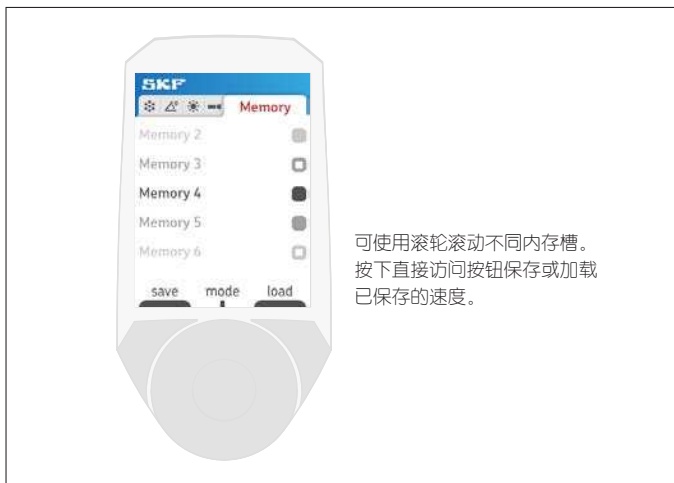 SKF
Memory
Memory 2
Memory 3
Memory 4
Memory 5
Memory 6
save mode load
可使用滚轮滚动不同内存槽。
按下直接访问按钮保存或加载
已保存的速度。